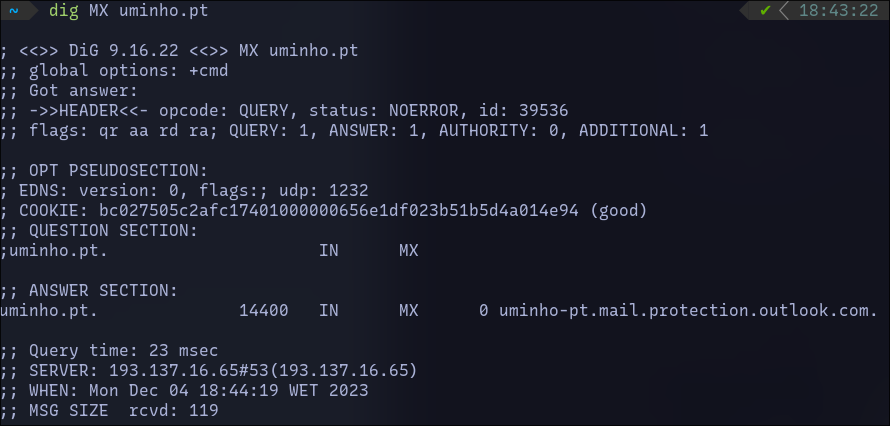 ~ dig MX uminho.pt ✔ 18:43:22
; <<>> DiG 9.16.22 <<>> MX uminho.pt
;; global options: +cmd
;; Got answer:
;; ->>HEADER<<- opcode: QUERY, status: NOERROR, id: 39536
;; flags: qr aa rd ra; QUERY: 1, ANSWER: 1, AUTHORITY: 0, ADDITIONAL: 1
;; OPT PSEUDOSECTION:
; EDNS: version: 0, flags:; udp: 1232
; COOKIE: bc027505c2afc17401000000656e1df023b51b5d4a014e94 (good)
;; QUESTION SECTION:
;uminho.pt. IN MX
;; ANSWER SECTION:
uminho.pt. 14400 IN MX 0 uminho-pt.mail.protection.outlook.com.
;; Query time: 23 msec
;; SERVER: 193.137.16.65#53(193.137.16.65)
;; WHEN: Mon Dec 04 18:44:19 WET 2023
;; MSG SIZE rcvd: 119